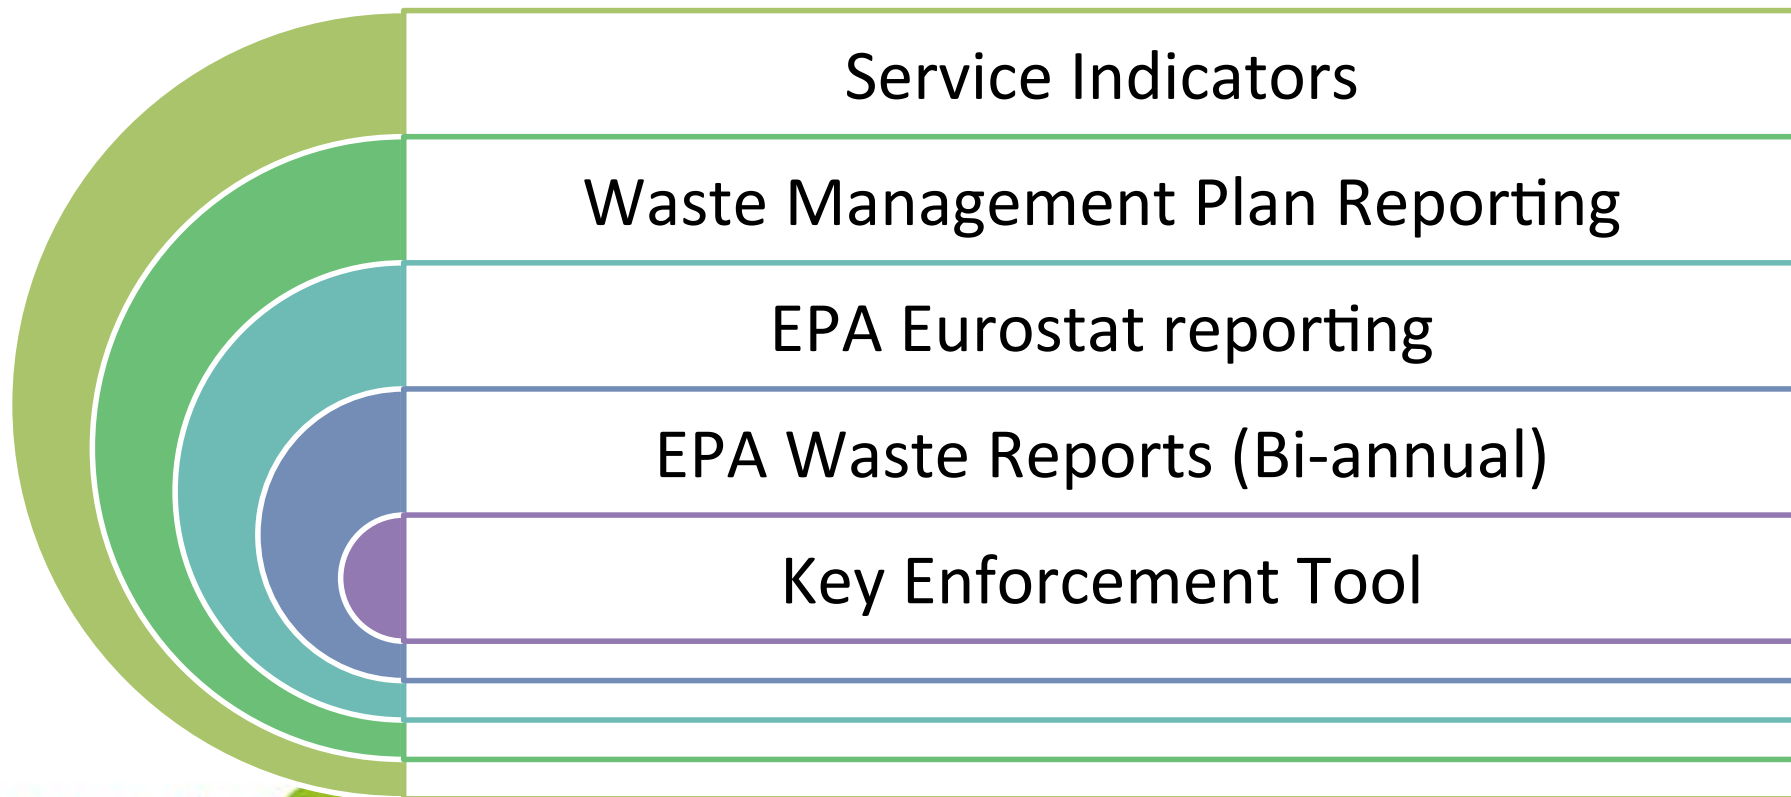 Service Indicators
Waste Management Plan Reporting
EPA Eurostat reporting
EPA Waste Reports (Bi-annual)
Key Enforcement Tool